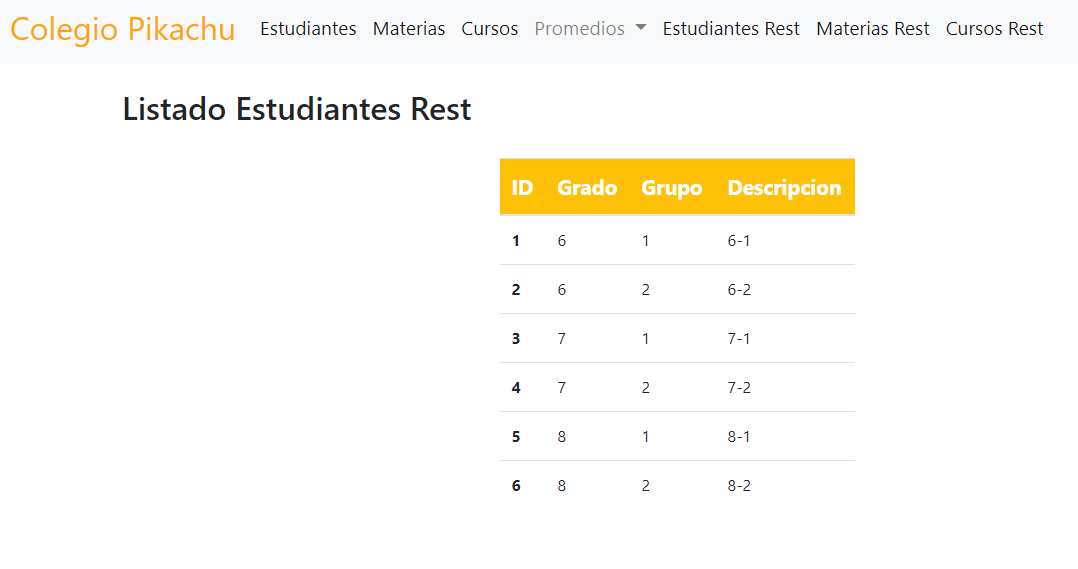 Colegio Pikachu Estudiantes Materias Cursos Promedios Estudiantes Rest Materias Rest Cursos Rest
Listado Estudiantes Rest
ID Grado Grupo Descripcion
1 6 1 6-1
2 6 2 6-2
3 7 1 7-1
4 7 2 7-2
5 8 1 8-1
6 8 2 8-2